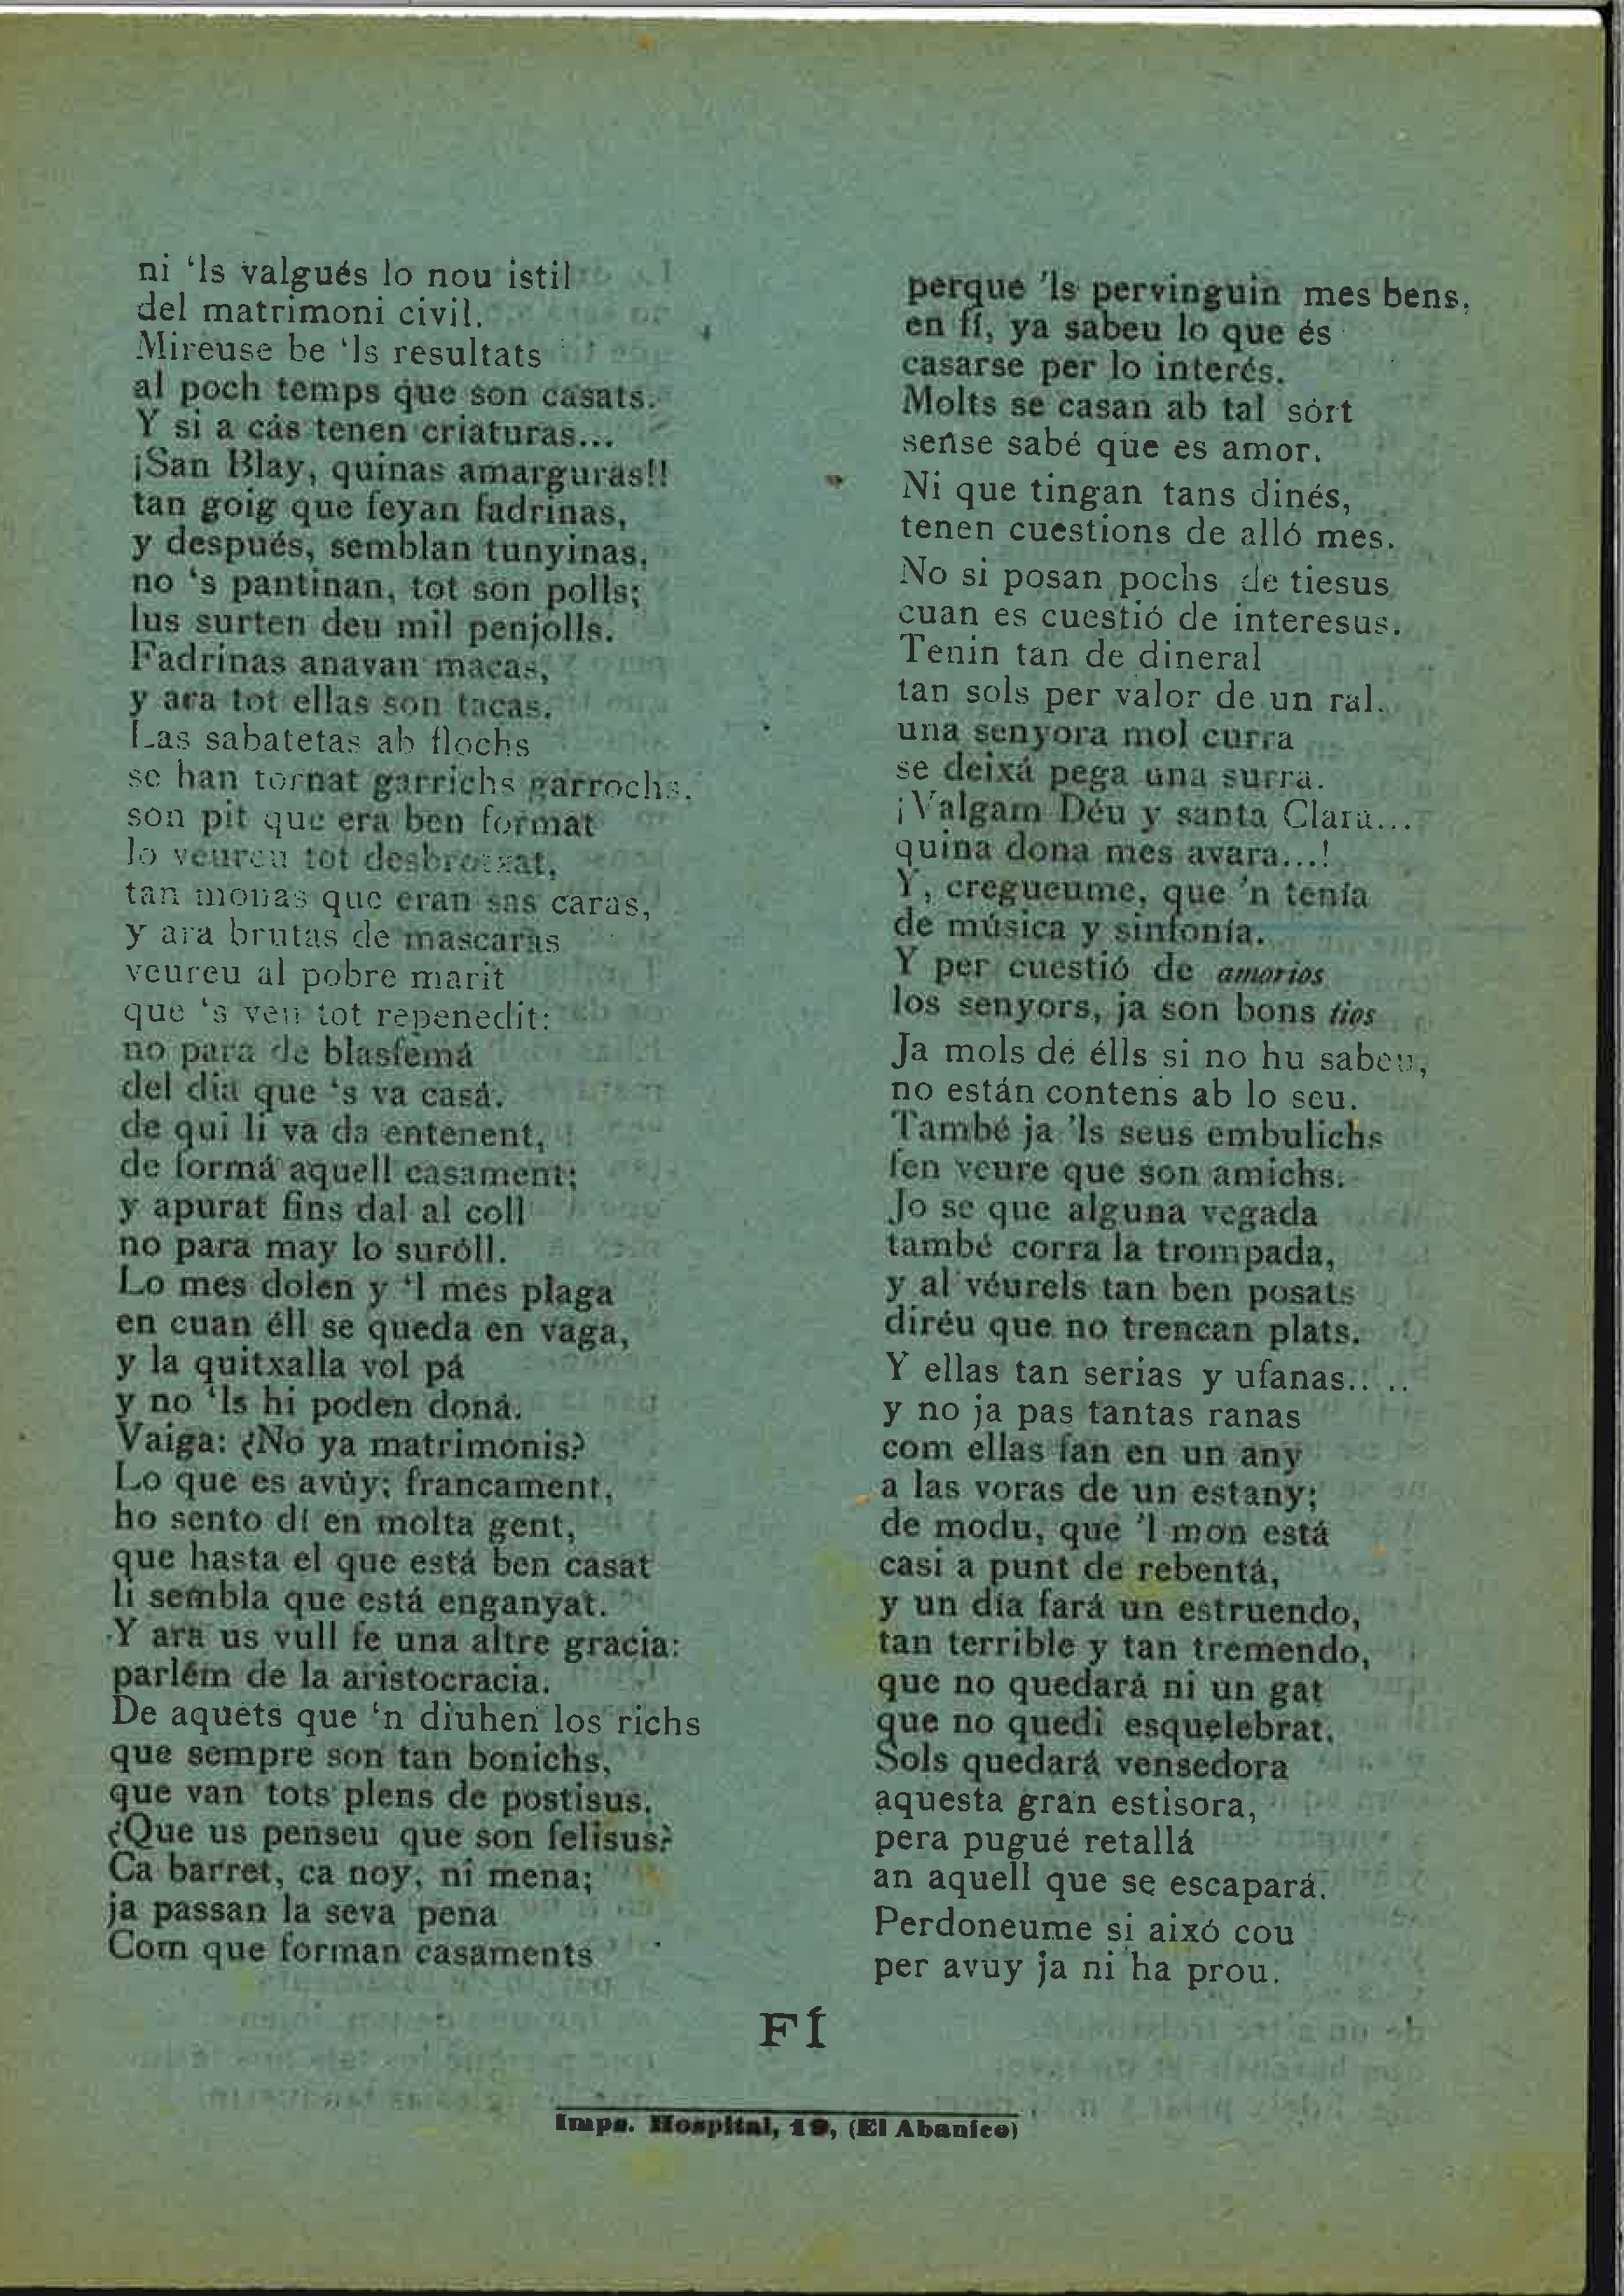 ni ‘ls valgués lo nou istil
del matrimoni civil.
Mireuse be ‘ls resultats
al poch temps que son casats.
Y si a cás tenen criaturas...
¡San Blay, quinas amarguras!!
tan goig que feyan fadrinas,
y després, semblan tunyinas,
no ‘s pantinan, tot son polls;
lus surten deu mil penjolls.
Fadrinas anavan macas,
y ara tot ellas son tacas.
Las sabatetas ab flochs
se han tornat garrichs garrochs.
son pit que era ben format
lo veureu tot desbrotxat,
tan monas que eran sas caras,
y ara brutas de mascaras
veureu al pobre marit
que ‘s veu tot repenedit:
no para de blasfemá
del dia que ‘s va casá.
de qui li va da entenent,
de formá aquell casament;
y apurat fins dal al coll
no para may lo suróll.
Lo mes dolen y ‘l mes plaga
en cuan éll se queda en vaga,
y la quitxalla vol pá
y no ‘ls hi poden doná.
Vaiga: ¿No ya matrimonis?
Lo que es avúy; francament,
ho sento dí en molta gent,
que hasta el que está ben casat
li sembla que está enganyat.
Y ara us vull fe una altre gracia:
parlém de la aristocracia.
De aquets que ‘n diuhen los richs
que sempre son tan bonichs,
que van tots plens de postisus.
¿Que us penseu que son felisus?
Ca barret, ca noy, ni mena;
ja passan la seva pena
Com que forman casaments
perque ’ls pervinguin mes bens,
en fí, ya sabeu lo que és
casarse per lo interés.
Molts se casan ab tal sórt
sense sabé que es amor.
Ni que tingan tans dinés,
tenen cuestions de alló mes.
No si posan pochs de tiesus
cuan es cuestió de interesus.
Tenin tan de dineral
tan sols per valor de un ral.
una senyora mol curra
se deixá pega una surra.
¡Valgam Déu y santa Clara...
quina dona mes avara...!
Y, cregueume, que ’n tenía
de música y sinfonía.
Y per cuestió de amorios
los senyors, ja son bons tios
Ja mols de élls si no hu sabeu,
no están contens ab lo seu.
També ja ’ls seus embulichs
fen veure que son amichs.
Jo se que alguna vegada
també corra la trompada,
y al véurels tan ben posats
diréu que no trencan plats.
Y ellas tan serias y ufanas.. ..
y no ja pas tantas ranas
com ellas fan en un any
a las voras de un estany;
de modu, que ’l mon está
casi a punt de rebentá,
y un día fará un estruendo,
tan terrible y tan tremendo,
que no quedará ni un gat
que no quedi esquelebrat.
Sols quedará vensedora
aquesta gran estisora,
pera pugué retallá
an aquell que se escapará.
Perdoneume si aixó cou
per avuy ja ni ha prou.
FÍ
Imps. Hospital, 19, (El Abanico)